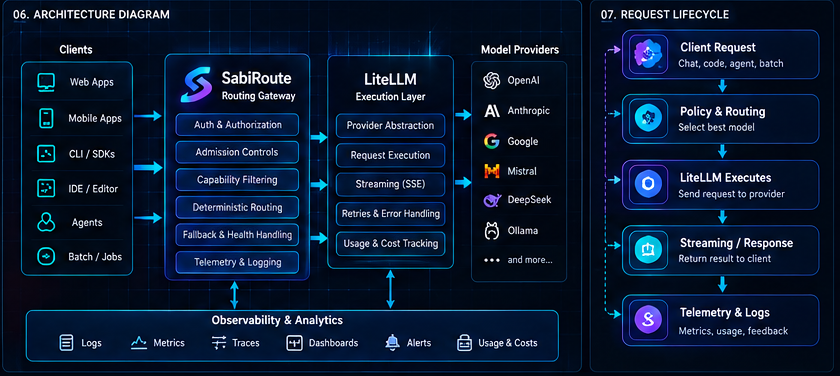 06. ARCHITECTURE DIAGRAM
Clients
Web Apps
Mobile Apps
CLI / SDKs
IDE / Editor
Agents
Batch / Jobs
SabiRoute
Routing Gateway
Auth & Authorization
Admission Controls
Capability Filtering
Deterministic Routing
Fallback & Health Handling
Telemetry & Logging
LiteLLM
Execution Layer
Provider Abstraction
Request Execution
Streaming (SSE)
Retries & Error Handling
Usage & Cost Tracking
Model Providers
OpenAI
Anthropic
Google
Mistral
DeepSeek
Ollama
and more...
Observability & Analytics
Logs
Metrics
Traces
Dashboards
Alerts
Usage & Costs
07. REQUEST LIFECYCLE
Client Request
Chat, code, agent, batch
Policy & Routing
Select best model
LiteLLM Executes
Send request to provider
Streaming / Response
Return result to client
Telemetry & Logs
Metrics, usage, feedback